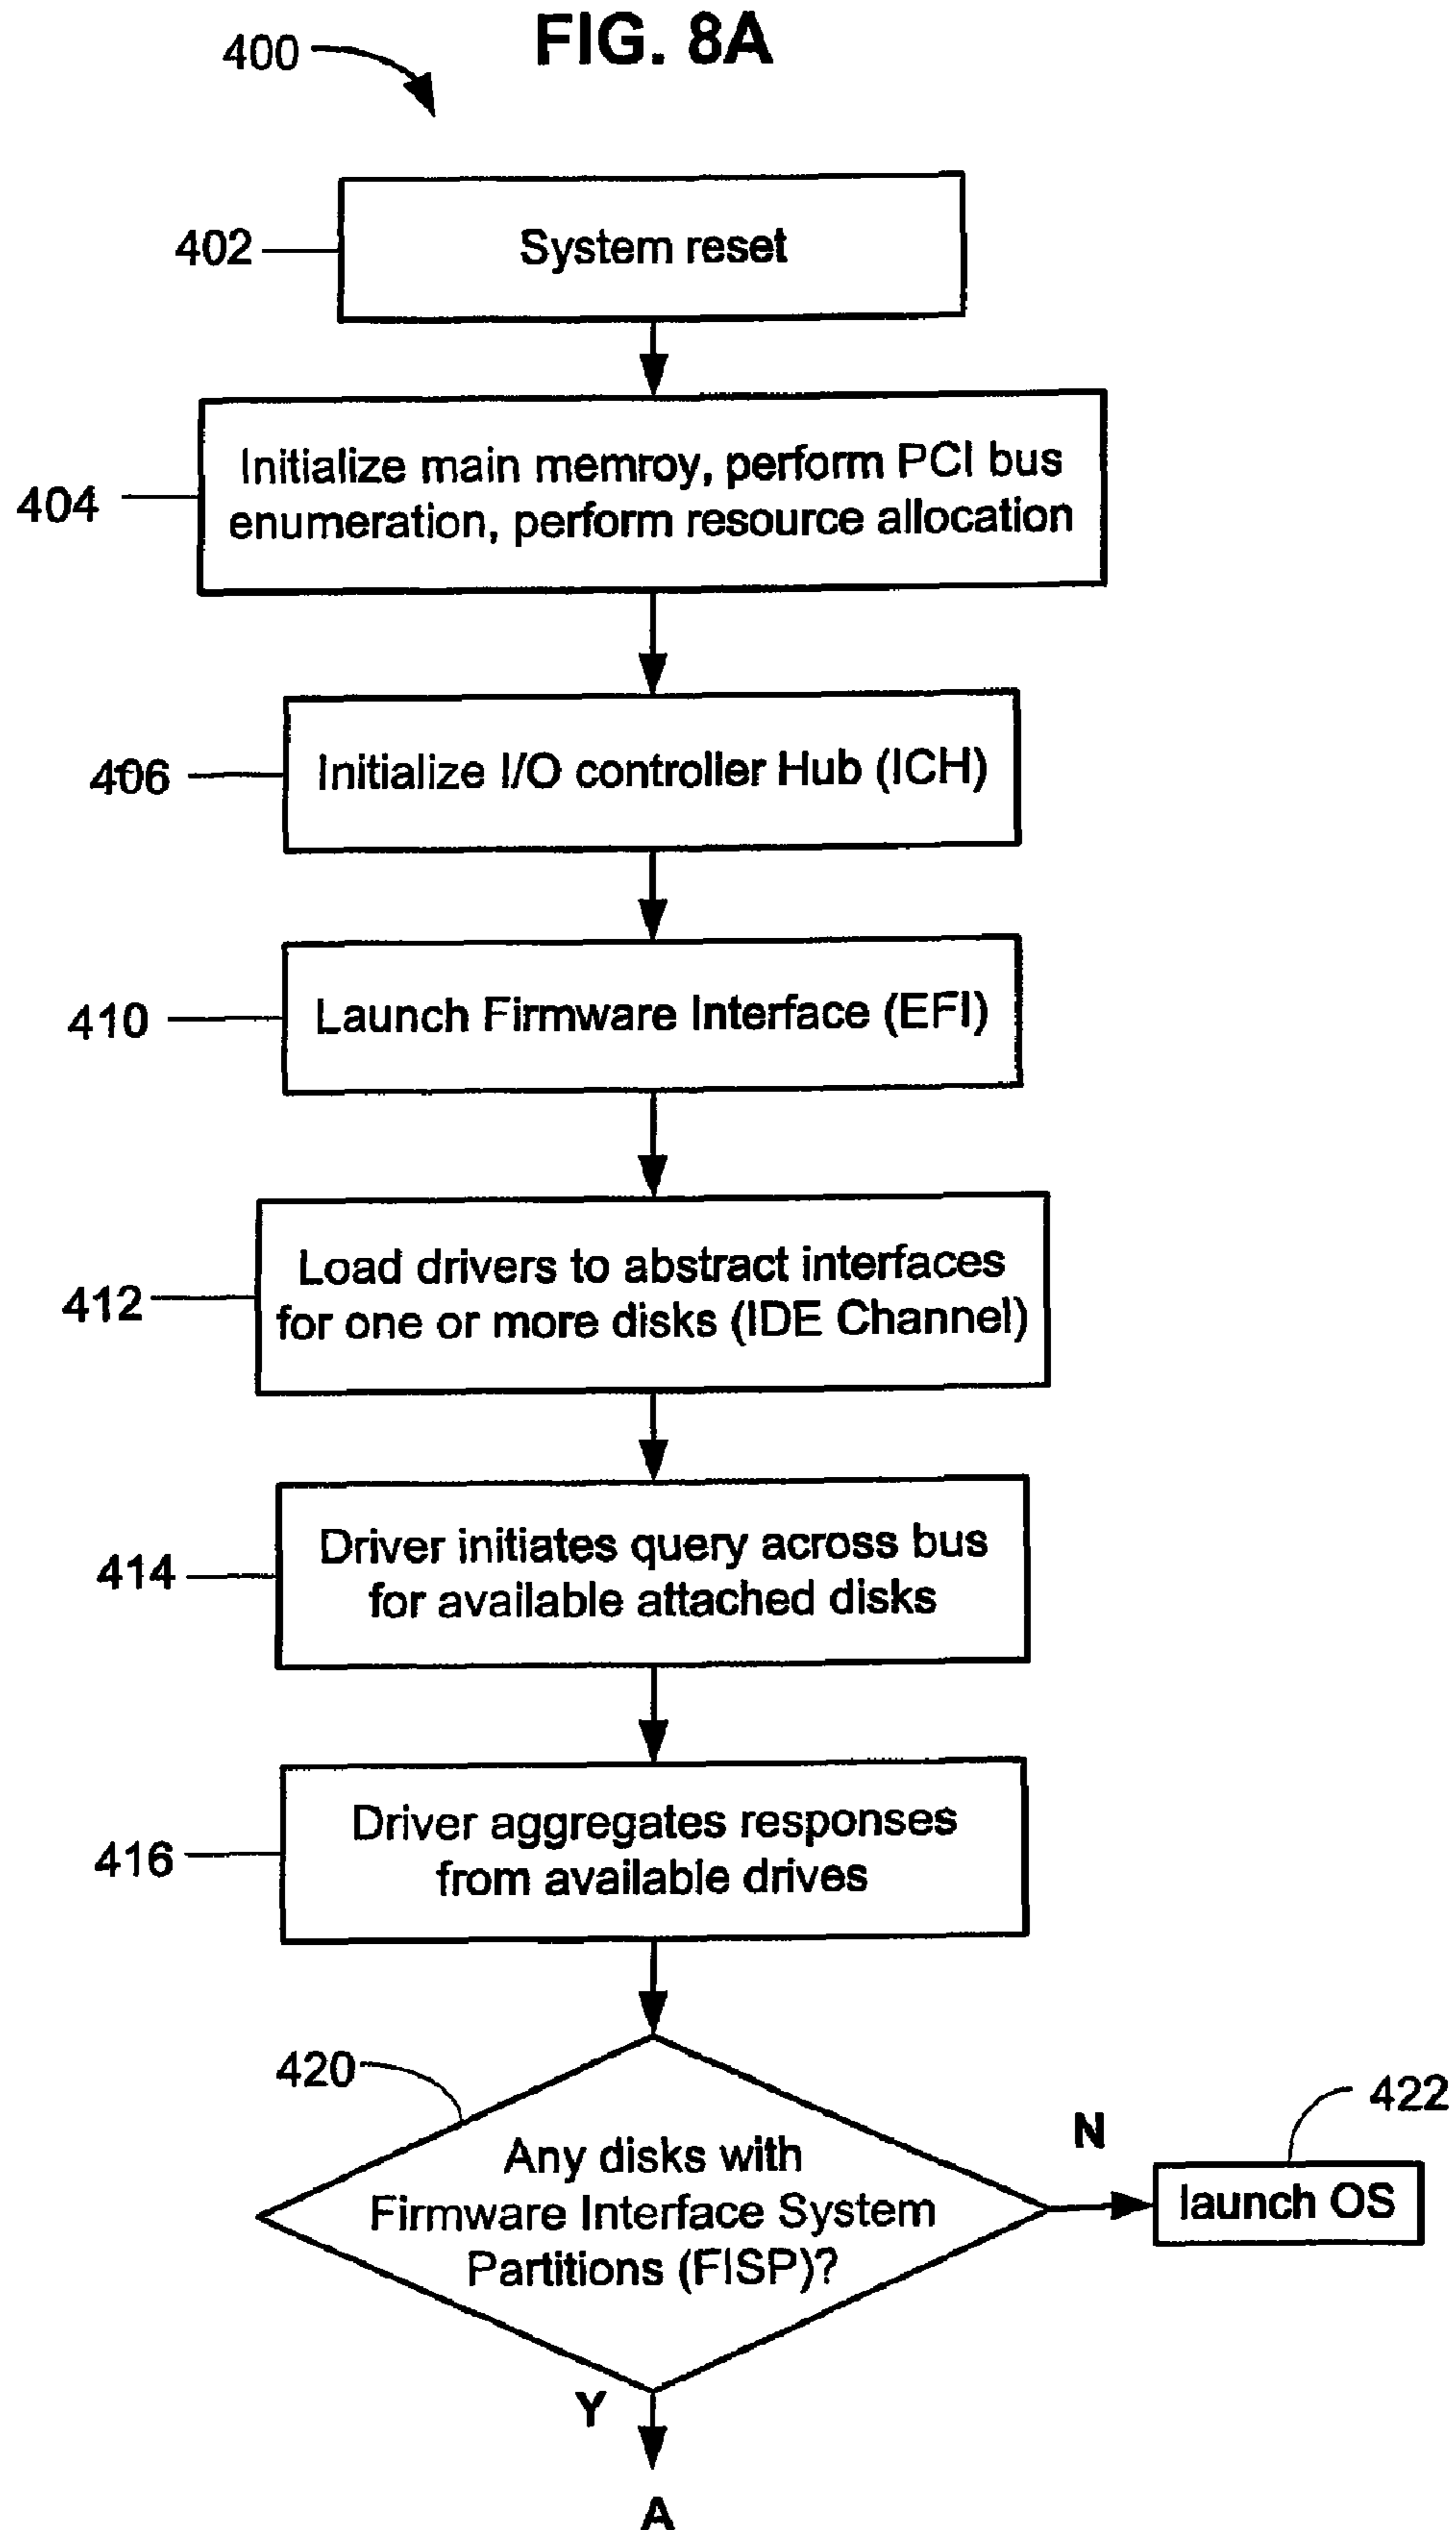 FIG. 8A
400
402
System reset
404
Initialize main memroy, perform PCI bus
enumeration, perform resource allocation
406
Initialize I/O controller Hub (ICH)
410
Launch Firmware Interface (EFI)
412
Load drivers to abstract interfaces
for one or more disks (IDE Channel)
414
Driver initiates query across bus
for available attached disks
416
Driver aggregates responses
from available drives
420
Any disks with
Firmware Interface System
Partitions (FISP)?
N
422
launch OS
Y
A